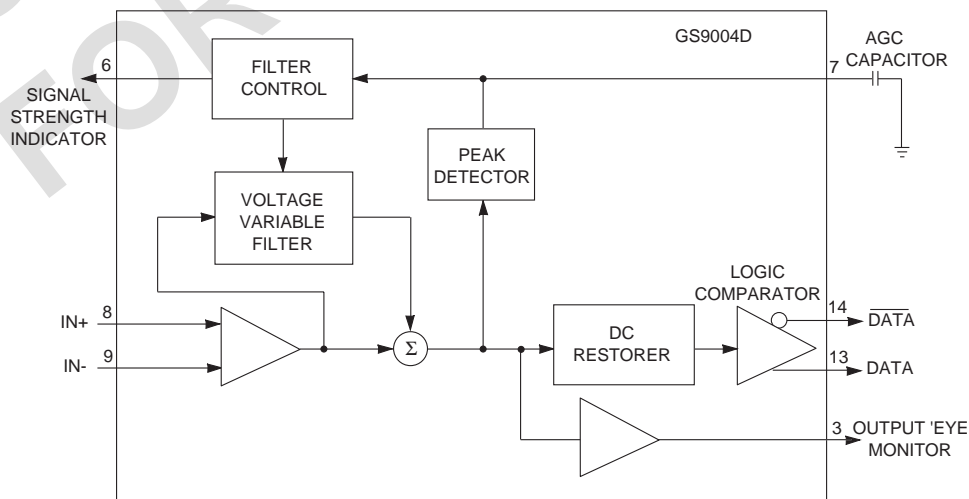 GS9004D
6
FILTER
CONTROL
7
AGC
CAPACITOR
SIGNAL
STRENGTH
INDICATOR
PEAK
DETECTOR
VOLTAGE
VARIABLE
FILTER
LOGIC
COMPARATOR
IN+
8
IN-
9
Σ
DC
RESTORER
14
DATA
13
DATA
3
OUTPUT 'EYE
MONITOR
FOR